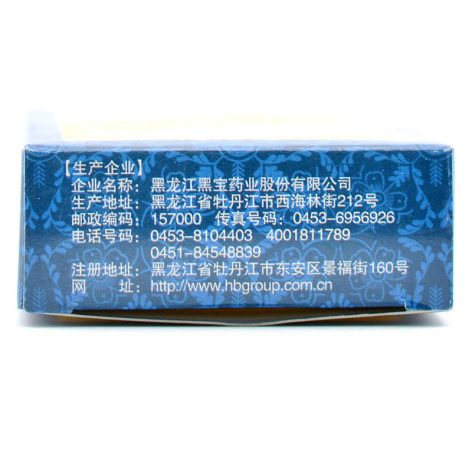 【生产企业】
企业名称：黑龙江黑宝药业股份有限公司
生产地址：黑龙江省牡丹江市西海林街212号
邮政编码：157000 传真号码：0453-6956926
电话号码：0453-8104403 4001811789
0451-84548839
注册地址：黑龙江省牡丹江市东安区景福街160号
网 址：http://www.hbgroup.com.cn